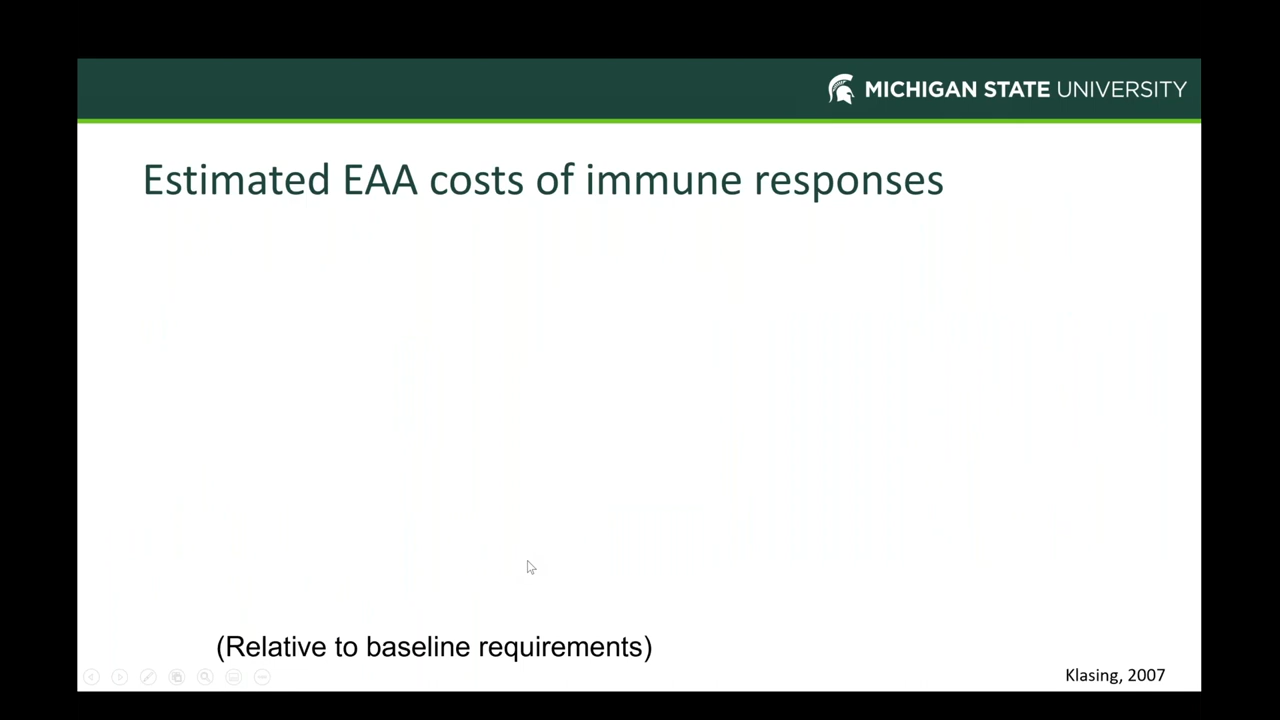 MICHIGAN STATE UNIVERSITY
Estimated EAA costs of immune responses
(Relative to baseline requirements)
Klasing, 2007